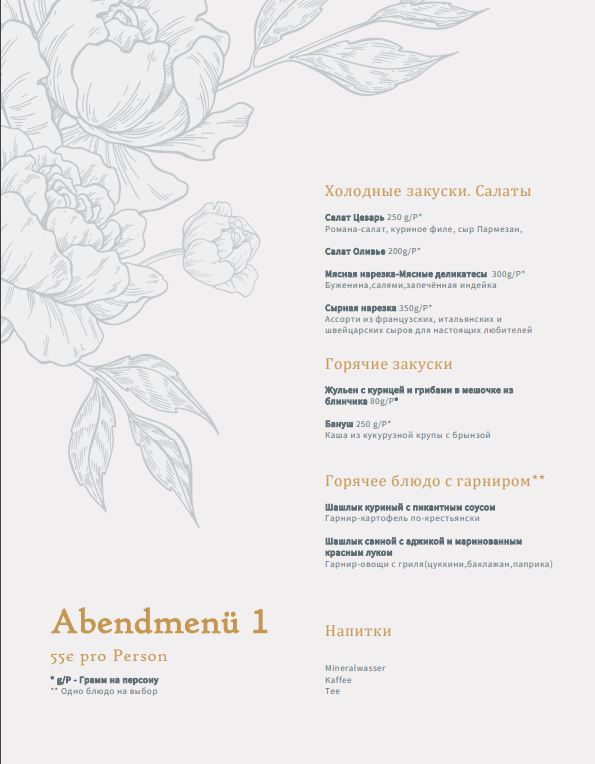 Холодные закуски. Салаты
Салат Цезарь 250 g/P*
Романа-салат, куриное филе, сыр Пармезан,
Салат Оливье 200g/P*
Мясная нарезка-Мясные деликатесы 300g/P*
Буженина,салями,запечённая индейка
Сырная нарезка 350g/P*
Ассорти из французских, итальянских и
швейцарских сыров для настоящих любителей
Горячие закуски
Жульен с курицей и грибами в мешочке из
блинчика 80g/P*
Бануш 250 g/P*
Каша из кукурузной крупы с брынзой
Горячее блюдо с гарниром**
Шашлык куриный с пикантным соусом
Гарнир-картофель по-крестьянски
Шашлык свиной с аджикой и маринованным
красным луком
Гарнир-овощи с гриля(цуккини,баклажан,паприка)
Abendmenü 1
55€ pro Person
* g/P - Грамм на персону
** Одно блюдо на выбор
Напитки
Mineralwasser
Kaffee
Tee